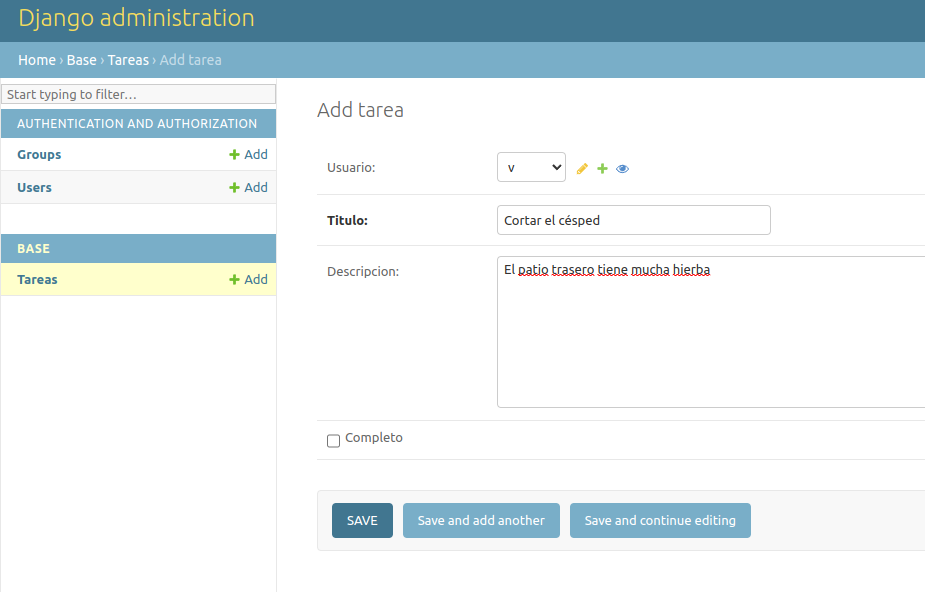 Django administration
Home › Base › Tareas › Add tarea
Start typing to filter...
AUTHENTICATION AND AUTHORIZATION
Groups + Add
Users + Add
BASE
Tareas + Add
Add tarea
Usuario: v
Titulo: Cortar el césped
Descripcion: El patio trasero tiene mucha hierba
Completo
SAVE Save and add another Save and continue editing